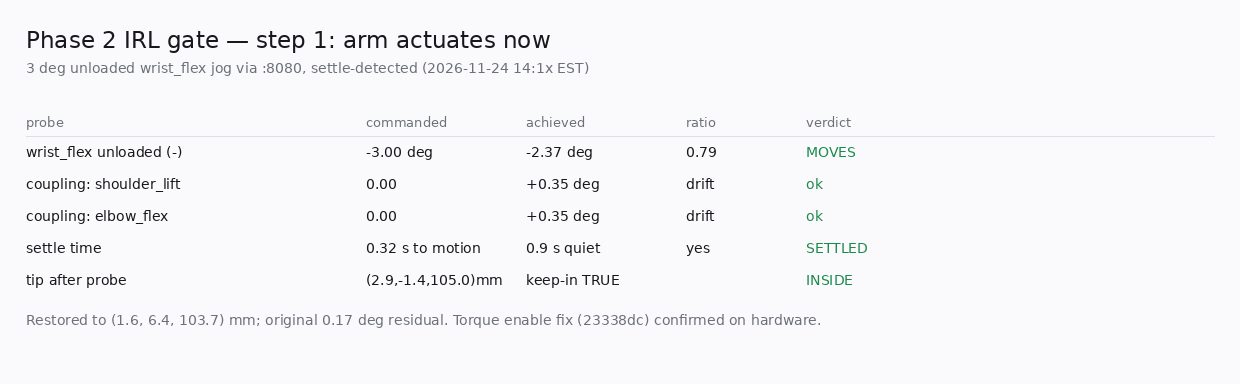 Phase 2 IRL gate — step 1: arm actuates now
3 deg unloaded wrist_flex jog via :8080, settle-detected (2026-11-24 14:1x EST)
probe commanded achieved ratio verdict
wrist_flex unloaded (-) -3.00 deg -2.37 deg 0.79 MOVES
coupling: shoulder_lift 0.00 +0.35 deg drift ok
coupling: elbow_flex 0.00 +0.35 deg drift ok
settle time 0.32 s to motion 0.9 s quiet yes SETTLED
tip after probe (2.9,-1.4,105.0)mm keep-in TRUE INSIDE
Restored to (1.6, 6.4, 103.7) mm; original 0.17 deg residual. Torque enable fix (23338dc) confirmed on hardware.